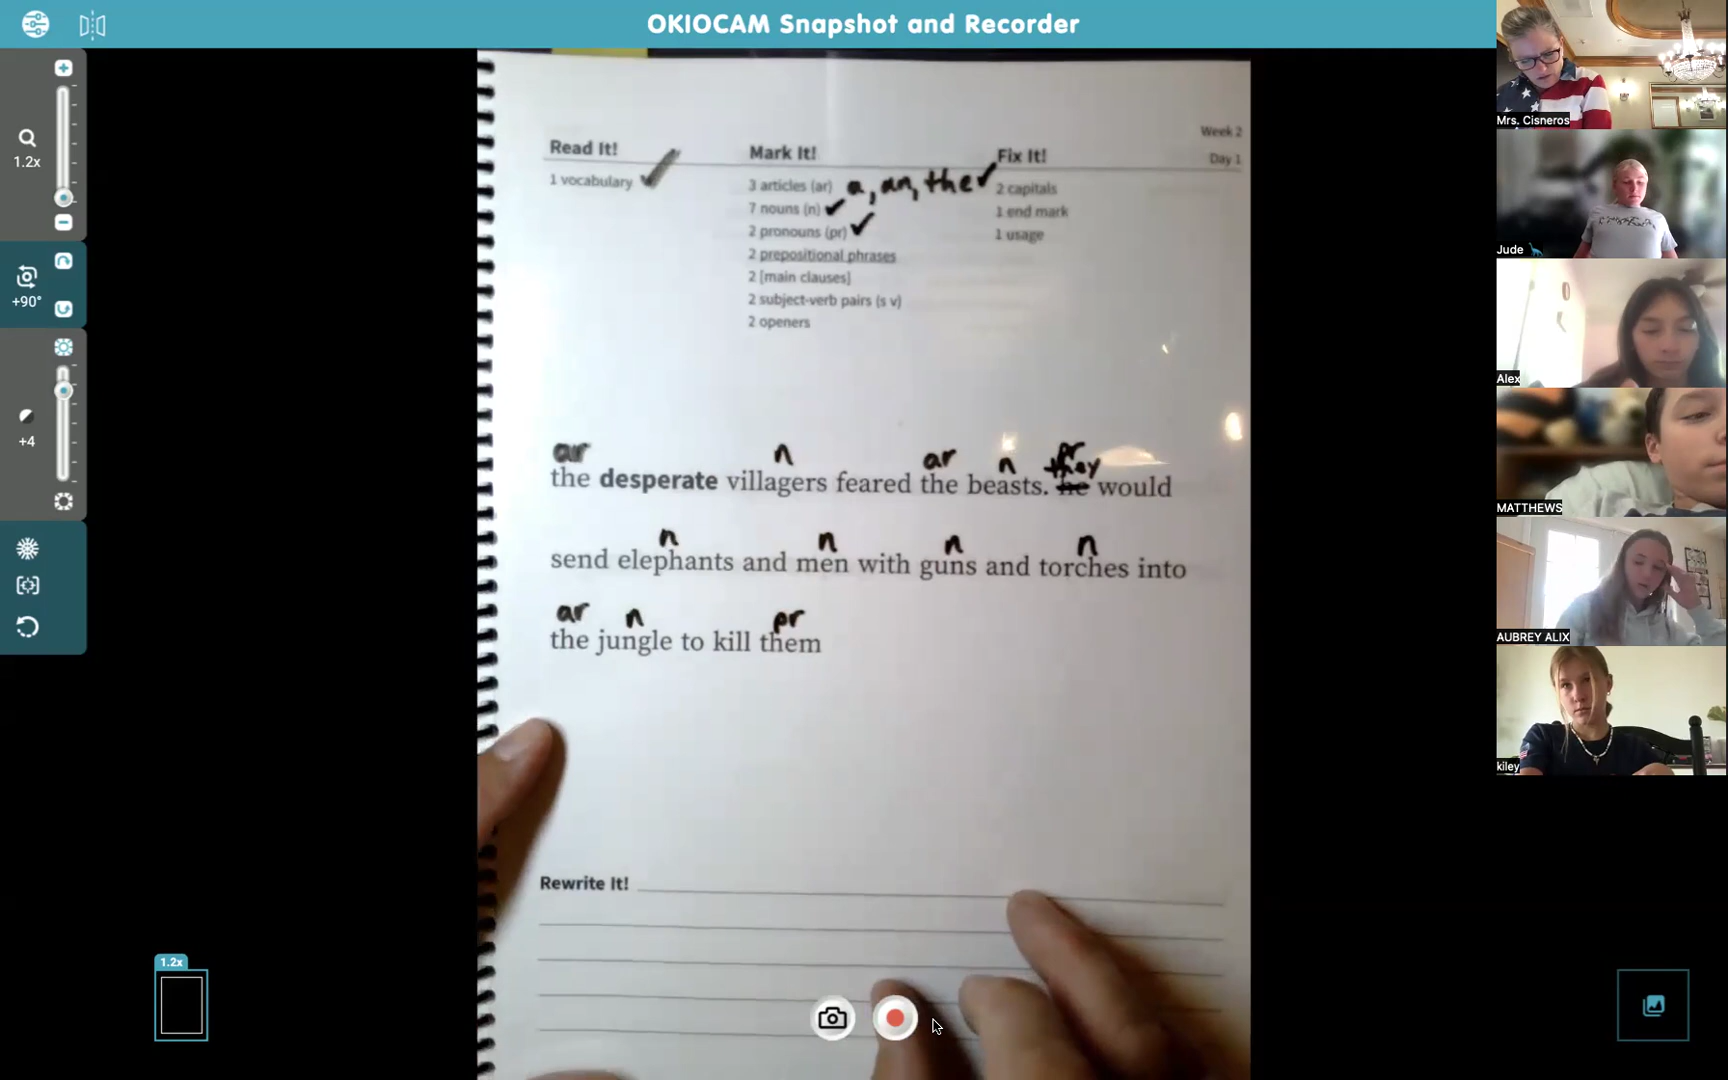 OKIOCAM Snapshot and Recorder
1.2x
+90°
+4
1.2x
Week 2
Day 1
Read It!
1 vocabulary ✓
Mark It!
3 articles (ar) a, an, the ✓
7 nouns (n) ✓
2 pronouns (pr) ✓
2 prepositional phrases
2 [main clauses]
2 subject-verb pairs (s v)
2 openers
Fix It!
2 capitals
1 end mark
1 usage
ar n ar n pr
they
the desperate villagers feared the beasts. he would
n n n n
send elephants and men with guns and torches into
ar n pr
the jungle to kill them
Rewrite It!
Mrs. Cisneros
Jude 🦕
Alex
MATTHEWS
AUBREY ALIX
kiley